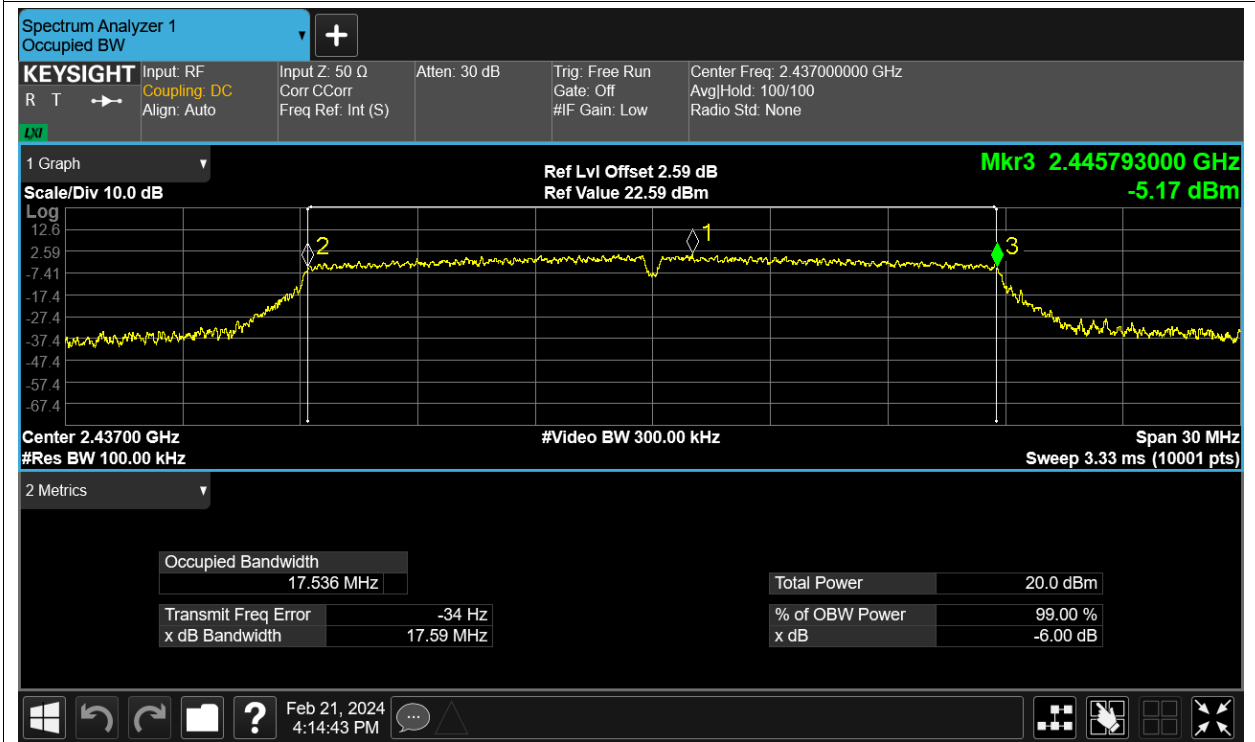 Spectrum Analyzer 1
Occupied BW
KEYSIGHT Input: RF Input Z: 50 Ω Atten: 30 dB Trig: Free Run Center Freq: 2.437000000 GHz
R T Coupling: DC Corr CCorr Gate: Off Avg|Hold: 100/100
Align: Auto Freq Ref: Int (S) #IF Gain: Low Radio Std: None
LXI
1 Graph Ref Lvl Offset 2.59 dB Mkr3 2.445793000 GHz
Scale/Div 10.0 dB Ref Value 22.59 dBm -5.17 dBm
Log
12.6
2.59
-7.41
-17.4
-27.4
-37.4
-47.4
-57.4
-67.4
2
1
3
Center 2.43700 GHz #Video BW 300.00 kHz Span 30 MHz
#Res BW 100.00 kHz Sweep 3.33 ms (10001 pts)
2 Metrics
Occupied Bandwidth
17.536 MHz Total Power 20.0 dBm
Transmit Freq Error -34 Hz % of OBW Power 99.00 %
x dB Bandwidth 17.59 MHz x dB -6.00 dB
? Feb 21, 2024
4:14:43 PM